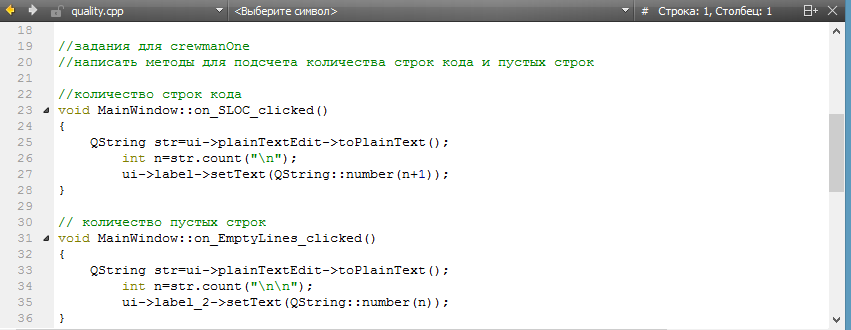 quality.cpp <Выберите символ> # Строка: 1, Столбец: 1
18
19 //задания для crewmanOne
20 //написать методы для подсчета количества строк кода и пустых строк
21
22 //количество строк кода
23 void MainWindow::on_SLOC_clicked()
24 {
25 QString str=ui->plainTextEdit->toPlainText();
26 int n=str.count("\n");
27 ui->label->setText(QString::number(n+1));
28 }
29
30 // количество пустых строк
31 void MainWindow::on_EmptyLines_clicked()
32 {
33 QString str=ui->plainTextEdit->toPlainText();
34 int n=str.count("\n\n");
35 ui->label_2->setText(QString::number(n));
36 }